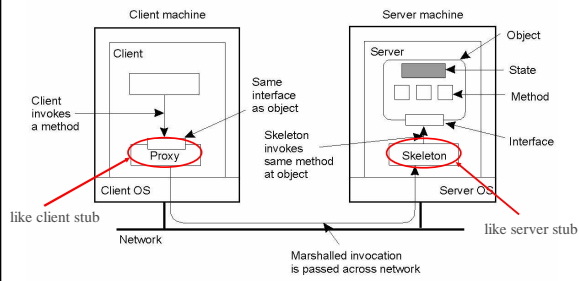 Client machine
Server machine
Object
Client
Server
State
Same
interface
as object
Client
invokes
a method
Method
Skeleton
invokes
same method
at object
Interface
Proxy
Skeleton
Client OS
Server OS
like client stub
like server stub
Network
Marshalled invocation
is passed across network